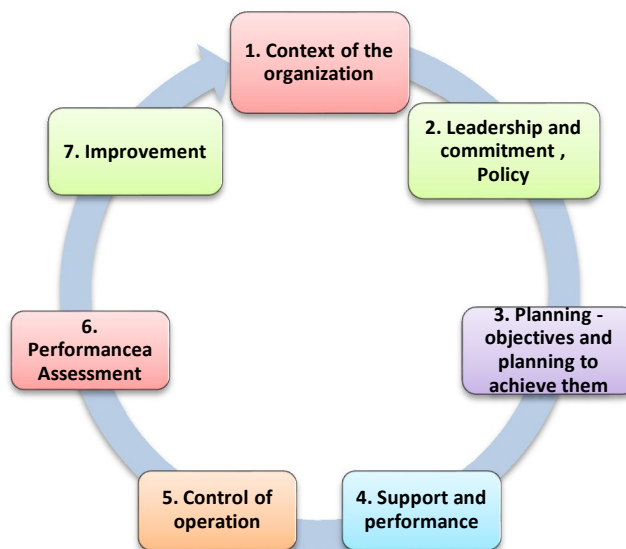 1. Context of the
organization
2. Leadership and
commitment ,
Policy
3. Planning -
objectives and
planning to
achieve them
4. Support and
performance
5. Control of
operation
6.
Performancea
Assessment
7. Improvement